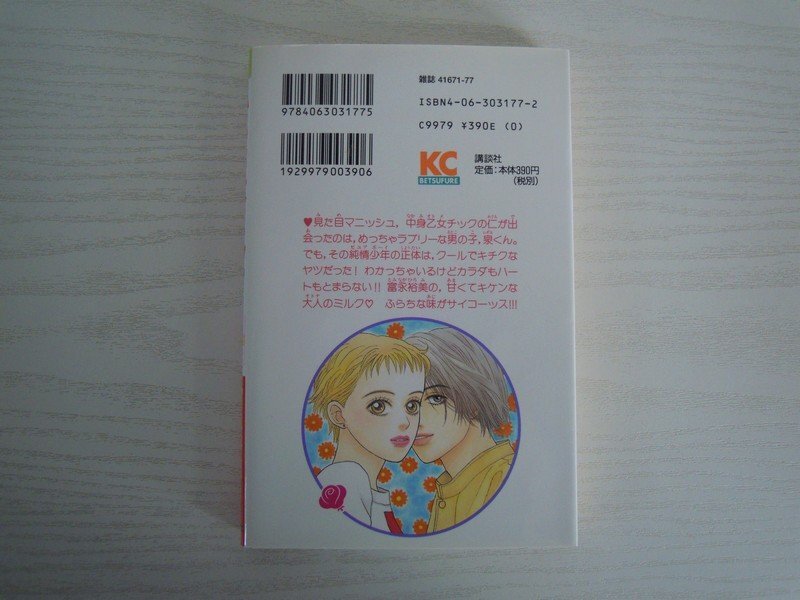 雑誌 41671-77
9784063031775
ISBN4-06-303177-2
C9979 ¥390E (0)
1929979003906
KC
BETSUFURE
講談社
定価:本体390円
(税別)
♥見た目マニッシュ,中身乙女チックの仁が出
会ったのは,めっちゃラブリーな男の子,泉くん。
でも,その純情少年の正体は,クールでキチクな
ヤツだった! わかっちゃいるけどカラダもハー
トもとまらない!! 富永裕美の,甘くてキケンな
大人のミルク♡ ふらちな味がサイコーッス!!!